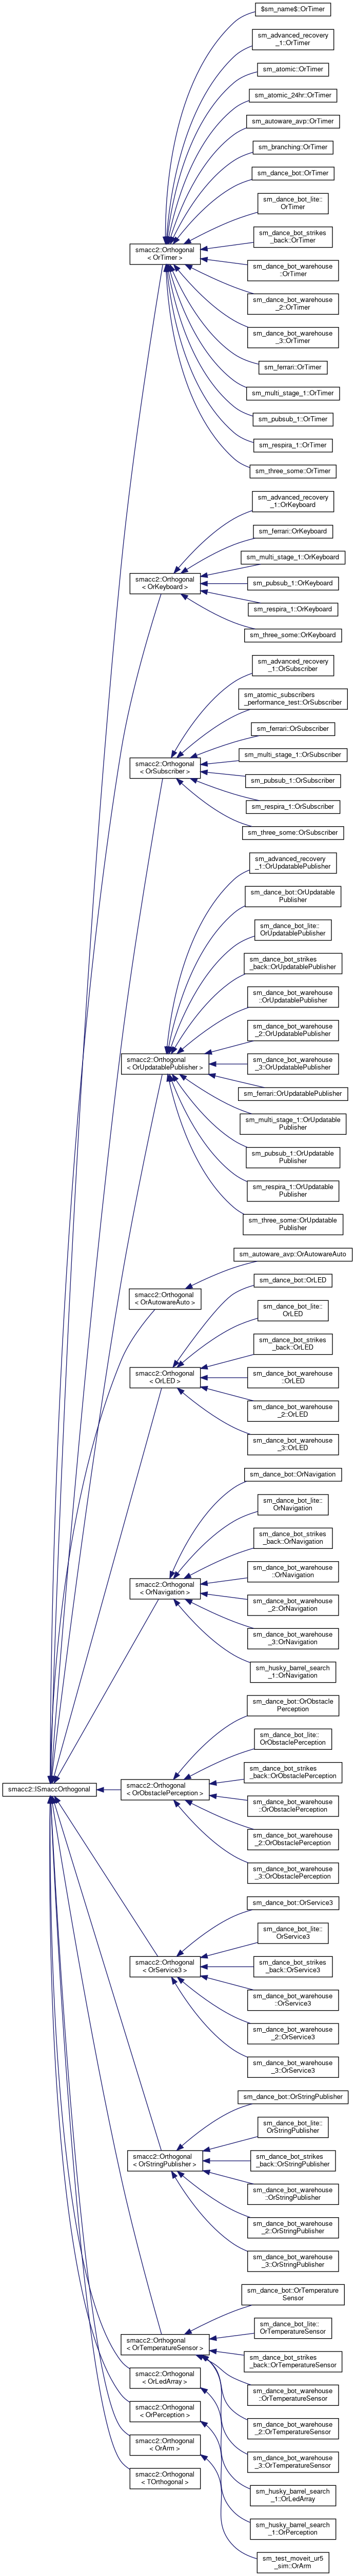 $sm_name$::OrTimer
sm_advanced_recovery
_1::OrTimer
sm_atomic::OrTimer
sm_atomic_24hr::OrTimer
sm_autoware_avp::OrTimer
sm_branching::OrTimer
sm_dance_bot::OrTimer
sm_dance_bot_lite::
OrTimer
sm_dance_bot_strikes
_back::OrTimer
smacc2::Orthogonal
< OrTimer >
sm_dance_bot_warehouse
::OrTimer
sm_dance_bot_warehouse
_2::OrTimer
sm_dance_bot_warehouse
_3::OrTimer
sm_ferrari::OrTimer
sm_multi_stage_1::OrTimer
sm_pubsub_1::OrTimer
sm_respira_1::OrTimer
sm_three_some::OrTimer
sm_advanced_recovery
_1::OrKeyboard
sm_ferrari::OrKeyboard
sm_multi_stage_1::OrKeyboard
smacc2::Orthogonal
< OrKeyboard >
sm_pubsub_1::OrKeyboard
sm_respira_1::OrKeyboard
sm_three_some::OrKeyboard
sm_advanced_recovery
_1::OrSubscriber
sm_atomic_subscribers
_performance_test::OrSubscriber
sm_ferrari::OrSubscriber
sm_multi_stage_1::OrSubscriber
smacc2::Orthogonal
< OrSubscriber >
sm_pubsub_1::OrSubscriber
sm_respira_1::OrSubscriber
sm_three_some::OrSubscriber
sm_advanced_recovery
_1::OrUpdatablePublisher
sm_dance_bot::OrUpdatable
Publisher
sm_dance_bot_lite::
OrUpdatablePublisher
sm_dance_bot_strikes
_back::OrUpdatablePublisher
sm_dance_bot_warehouse
::OrUpdatablePublisher
sm_dance_bot_warehouse
_2::OrUpdatablePublisher
smacc2::Orthogonal
< OrUpdatablePublisher >
sm_dance_bot_warehouse
_3::OrUpdatablePublisher
sm_ferrari::OrUpdatablePublisher
sm_multi_stage_1::OrUpdatable
Publisher
sm_pubsub_1::OrUpdatable
Publisher
sm_respira_1::OrUpdatable
Publisher
sm_three_some::OrUpdatable
Publisher
sm_autoware_avp::OrAutowareAuto
smacc2::Orthogonal
< OrAutowareAuto >
sm_dance_bot::OrLED
sm_dance_bot_lite::
OrLED
sm_dance_bot_strikes
_back::OrLED
smacc2::Orthogonal
< OrLED >
sm_dance_bot_warehouse
::OrLED
sm_dance_bot_warehouse
_2::OrLED
sm_dance_bot_warehouse
_3::OrLED
sm_dance_bot::OrNavigation
sm_dance_bot_lite::
OrNavigation
sm_dance_bot_strikes
_back::OrNavigation
smacc2::Orthogonal
< OrNavigation >
sm_dance_bot_warehouse
::OrNavigation
sm_dance_bot_warehouse
_2::OrNavigation
sm_dance_bot_warehouse
_3::OrNavigation
sm_husky_barrel_search
_1::OrNavigation
sm_dance_bot::OrObstacle
Perception
sm_dance_bot_lite::
OrObstaclePerception
sm_dance_bot_strikes
_back::OrObstaclePerception
smacc2::ISmaccOrthogonal
smacc2::Orthogonal
< OrObstaclePerception >
sm_dance_bot_warehouse
::OrObstaclePerception
sm_dance_bot_warehouse
_2::OrObstaclePerception
sm_dance_bot_warehouse
_3::OrObstaclePerception
sm_dance_bot::OrService3
sm_dance_bot_lite::
OrService3
sm_dance_bot_strikes
_back::OrService3
smacc2::Orthogonal
< OrService3 >
sm_dance_bot_warehouse
::OrService3
sm_dance_bot_warehouse
_2::OrService3
sm_dance_bot_warehouse
_3::OrService3
sm_dance_bot::OrStringPublisher
sm_dance_bot_lite::
OrStringPublisher
sm_dance_bot_strikes
_back::OrStringPublisher
smacc2::Orthogonal
< OrStringPublisher >
sm_dance_bot_warehouse
::OrStringPublisher
sm_dance_bot_warehouse
_2::OrStringPublisher
sm_dance_bot_warehouse
_3::OrStringPublisher
sm_dance_bot::OrTemperature
Sensor
sm_dance_bot_lite::
OrTemperatureSensor
smacc2::Orthogonal
< OrTemperatureSensor >
sm_dance_bot_strikes
_back::OrTemperatureSensor
smacc2::Orthogonal
< OrLedArray >
sm_dance_bot_warehouse
::OrTemperatureSensor
smacc2::Orthogonal
< OrPerception >
sm_dance_bot_warehouse
_2::OrTemperatureSensor
smacc2::Orthogonal
< OrArm >
sm_dance_bot_warehouse
_3::OrTemperatureSensor
smacc2::Orthogonal
< TOrthogonal >
sm_husky_barrel_search
_1::OrLedArray
sm_husky_barrel_search
_1::OrPerception
sm_test_moveit_ur5
_sim::OrArm